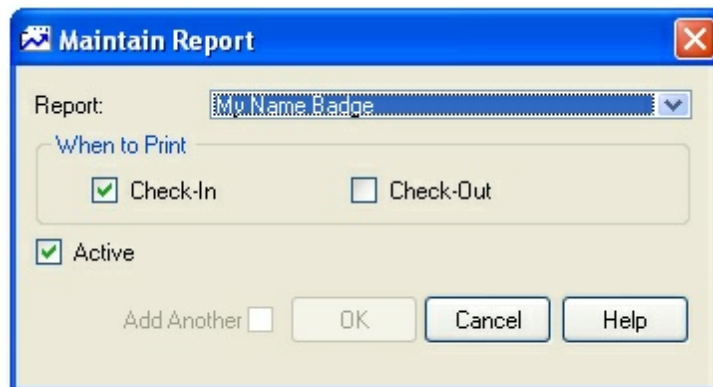 Maintain Report
Report: My Name Badge
When to Print
Check-In Check-Out
Active
Add Another OK Cancel Help